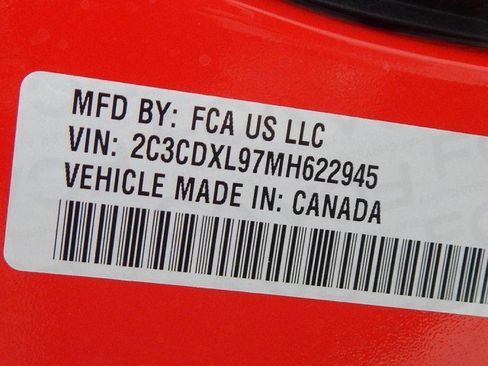 MFD BY: FCA US LLC
VIN: 2C3CDXL97MH622945
VEHICLE MADE IN: CANADA